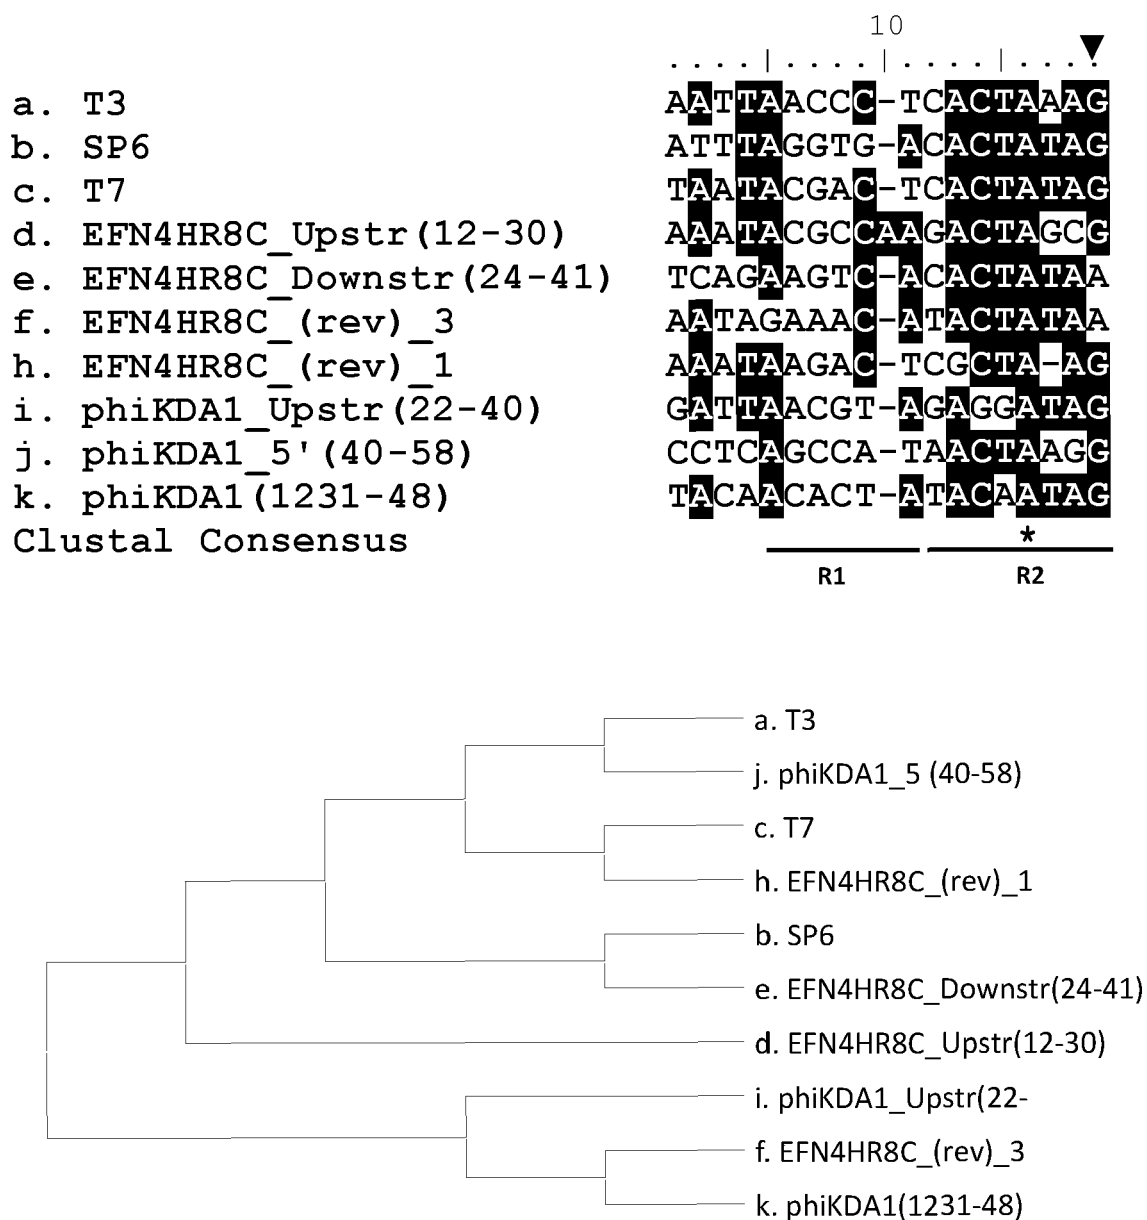 10
. . . . | . . . . | . . . . | . . . .
a. T3 AATTAACCC-TCACTAAAG
b. SP6 ATTTAGGTG-ACACTATAG
c. T7 TAATACGAC-TCACTATAG
d. EFN4HR8C_Upstr(12-30) AAATACGCCAAGACTAGCG
e. EFN4HR8C_Downstr(24-41) TCAGAAGTC-ACACTATAA
f. EFN4HR8C_(rev)_3 AATAGAAAC-ATACTATAA
h. EFN4HR8C_(rev)_1 AAATAAGAC-TCGCTA-AG
i. phiKDA1_Upstr(22-40) GATTAACGT-AGAGGATAG
j. phiKDA1_5'(40-58) CCTCAGCCA-TAACTAAGG
k. phiKDA1(1231-48) TACAACACT-ATACAATAG
Clustal Consensus *
R1 R2
a. T3
j. phiKDA1_5 (40-58)
c. T7
h. EFN4HR8C_(rev)_1
b. SP6
e. EFN4HR8C_Downstr(24-41)
d. EFN4HR8C_Upstr(12-30)
i. phiKDA1_Upstr(22-
f. EFN4HR8C_(rev)_3
k. phiKDA1(1231-48)